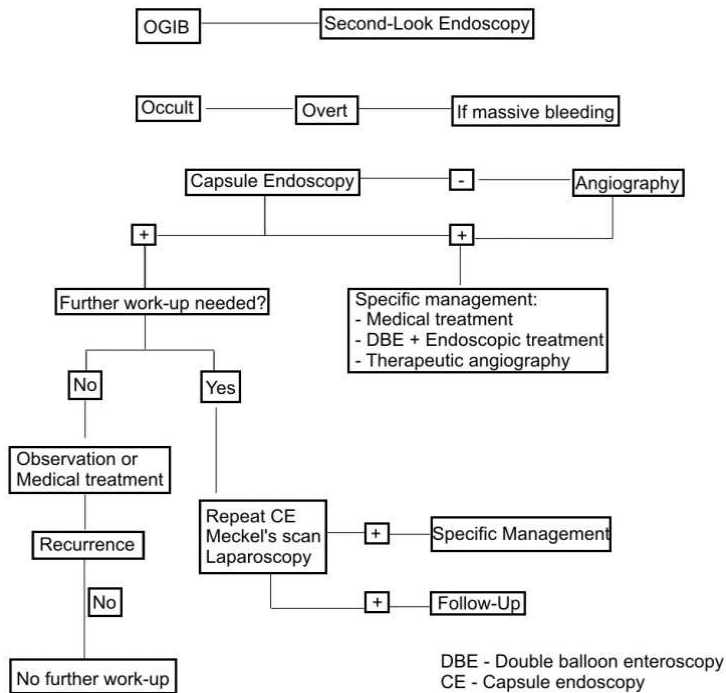 OGIB
Second-Look Endoscopy
Occult
Overt
If massive bleeding
Capsule Endoscopy
-
Angiography
+
+
Further work-up needed?
Specific management:
- Medical treatment
- DBE + Endoscopic treatment
- Therapeutic angiography
No
Yes
Observation or
Medical treatment
Repeat CE
Meckel's scan
Laparoscopy
+
Specific Management
Recurrence
No
+
Follow-Up
No further work-up
DBE - Double balloon enteroscopy
CE - Capsule endoscopy